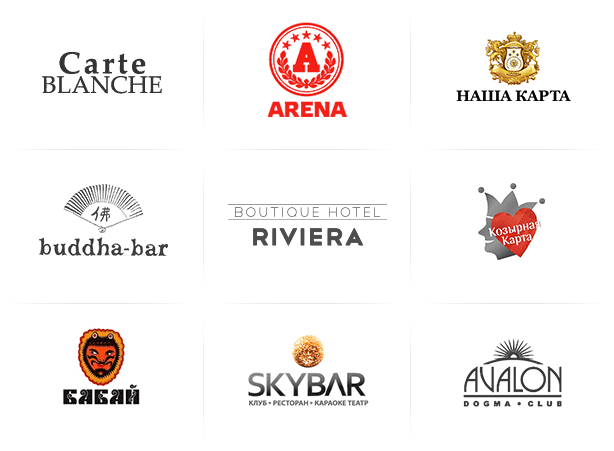 Carte
BLANCHE
A
ARENA
НАША КАРТА
佛
buddha-bar
BOUTIQUE HOTEL
RIVIERA
Козырная
Карта
БАБАЙ
SKYBAR
КЛУБ • РЕСТОРАН • КАРАОКЕ ТЕАТР
AVALON
DOGMA • CLUB